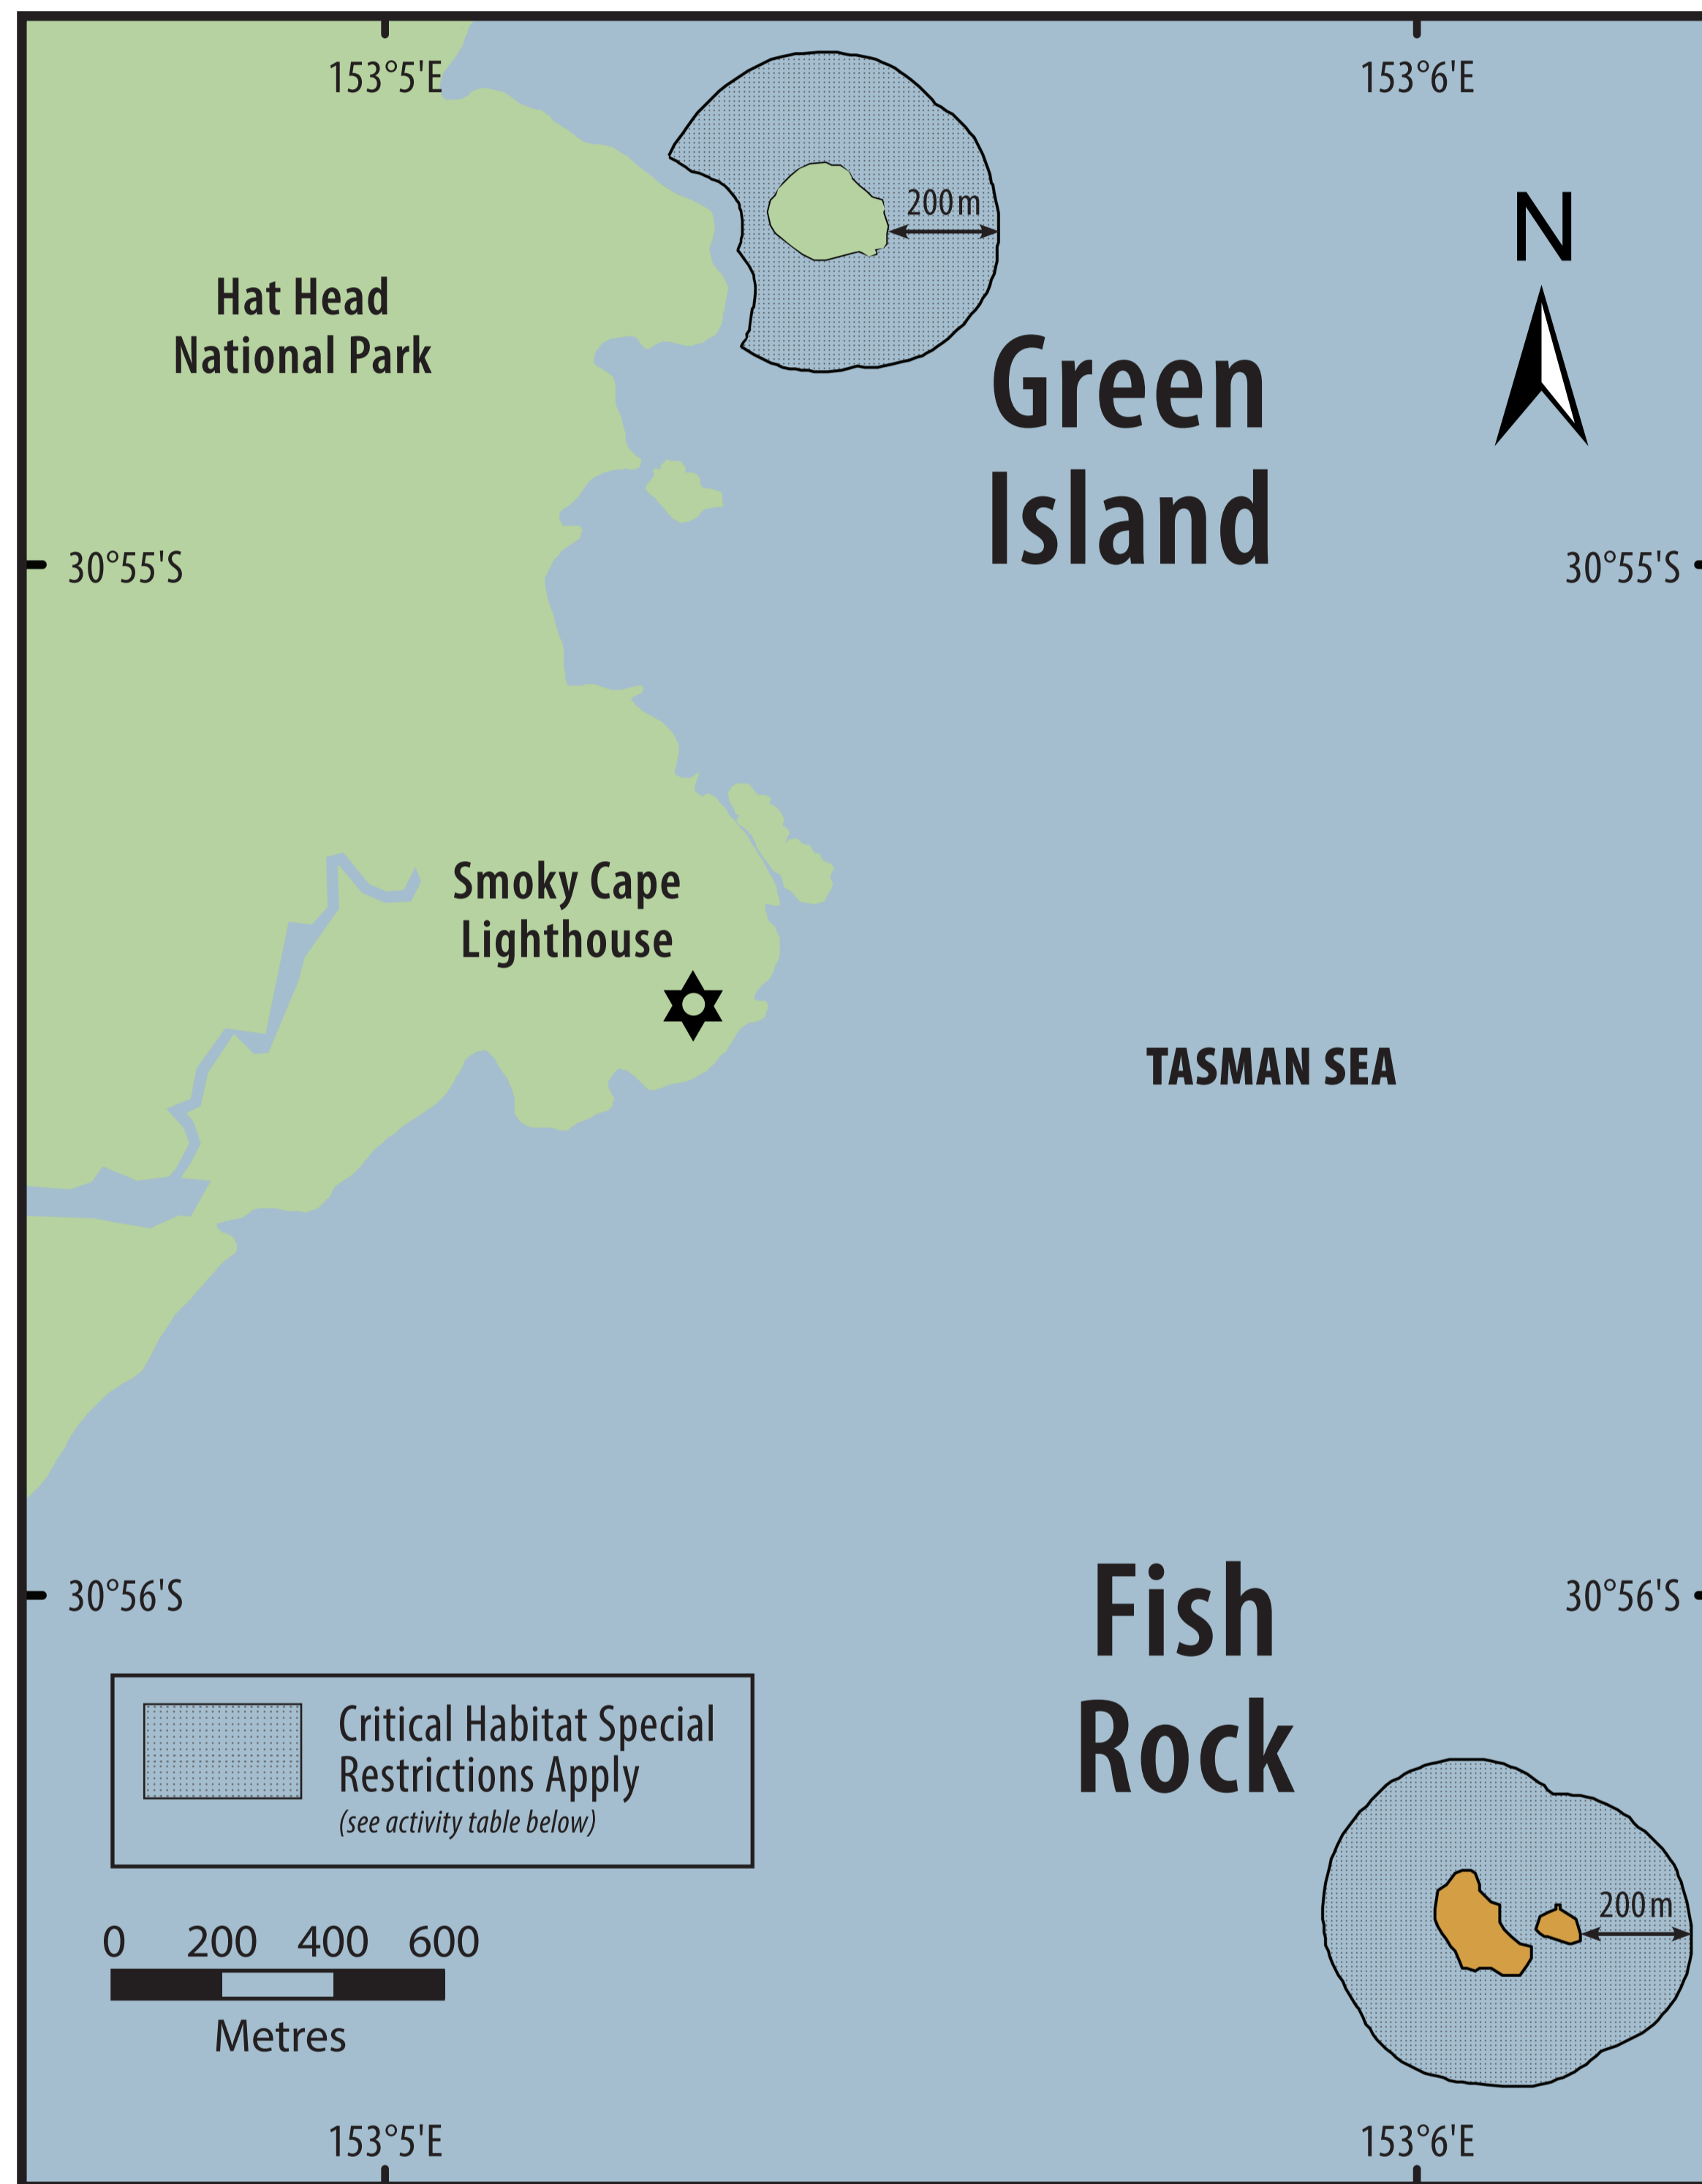 153°5'E
153°6'E
200m
N
Hat Head
National Park
Green
Island
30°55'S
30°55'S
Smoky Cape
Lighthouse
TASMAN SEA
30°56'S
30°56'S
Fish
Rock
Critical Habitat Special
Restrictions Apply
(see activity table below)
200m
0 200 400 600
Metres
153°5'E
153°6'E